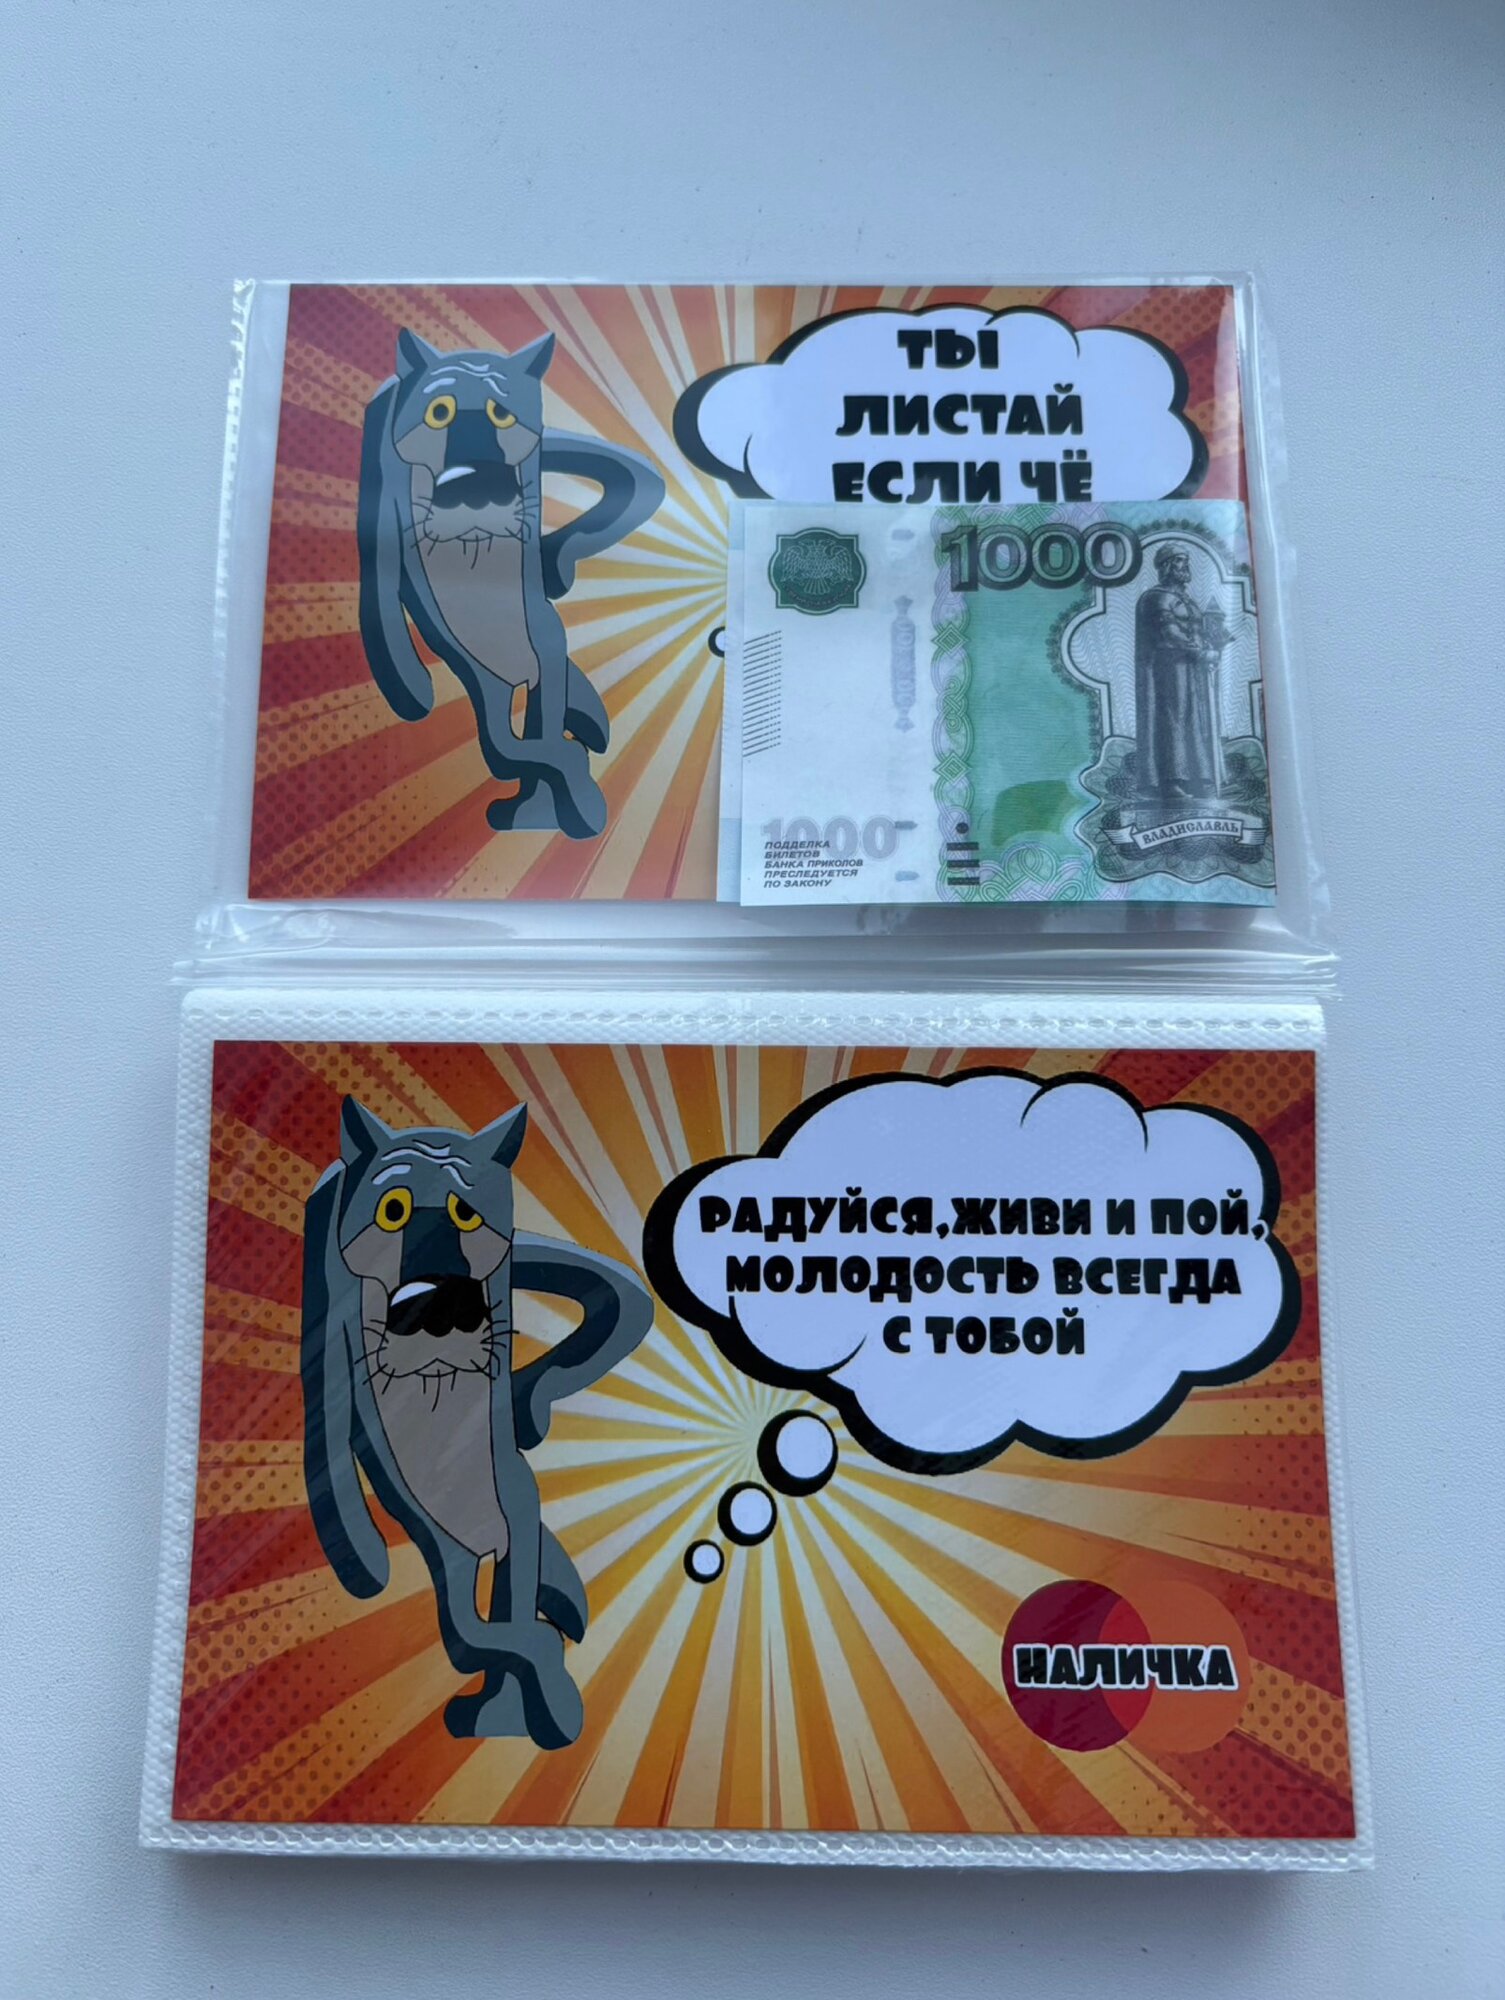 ТЫ
ЛИСТАЙ
ЕСЛИ ЧЁ
1000
1000
ПОДДЕЛКА
БИЛЕТОВ
БАНКА ПРИКОЛОВ
ПРЕСЛЕДУЕТСЯ
ПО ЗАКОНУ
ВЛАДИСЛАВЛЬ
РАДУЙСЯ,ЖИВИ И ПОЙ,
МОЛОДОСТЬ ВСЕГДА
С ТОБОЙ
НАЛИЧКА